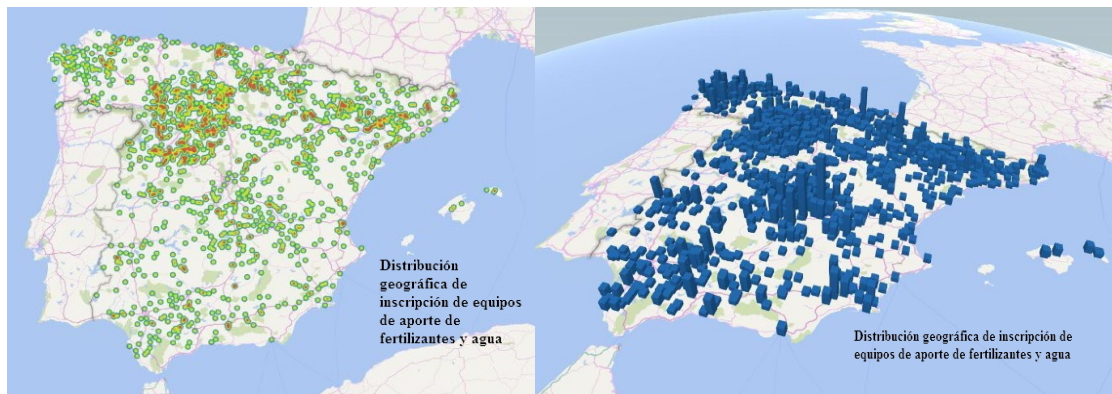 Distribución
geográfica de
inscripción de equipos
de aporte de
fertilizantes y agua
Distribución geográfica de inscripción de
equipos de aporte de fertilizantes y agua